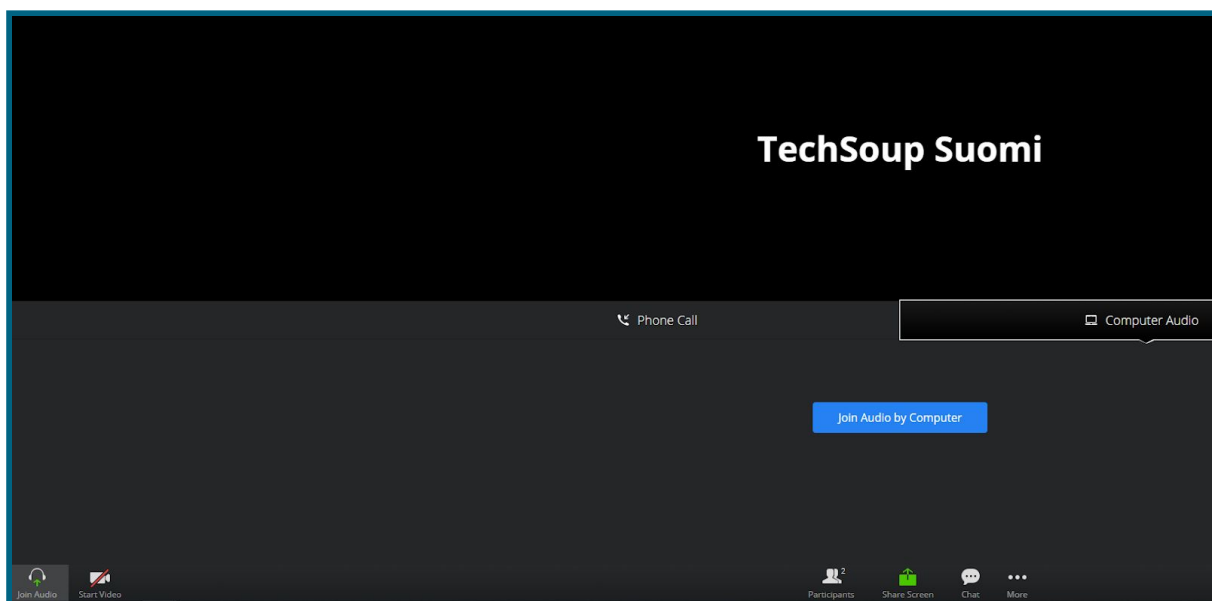 TechSoup Suomi
Phone Call
Computer Audio
Join Audio by Computer
Join Audio
Start Video
Participants
2
Share Screen
Chat
More